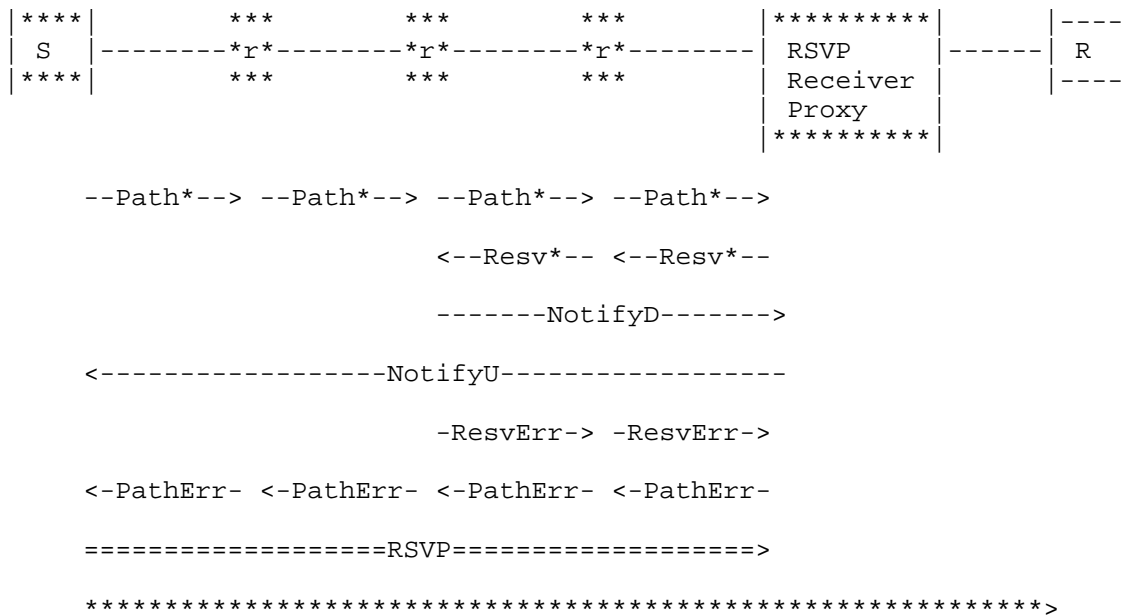 |****|        ***        ***        ***        |**********|      |----
| S  |--------*r*--------*r*--------*r*--------| RSVP     |------| R
|****|        ***        ***        ***        | Receiver |      |----
                                               | Proxy    |
                                               |**********|
--Path*--> --Path*--> --Path*--> --Path*-->
<--Resv*-- <--Resv*--
-------NotifyD------->
<------------------NotifyU------------------
-ResvErr-> -ResvErr->
<-PathErr- <-PathErr- <-PathErr- <-PathErr-
===================RSVP===================>
************************************************************>